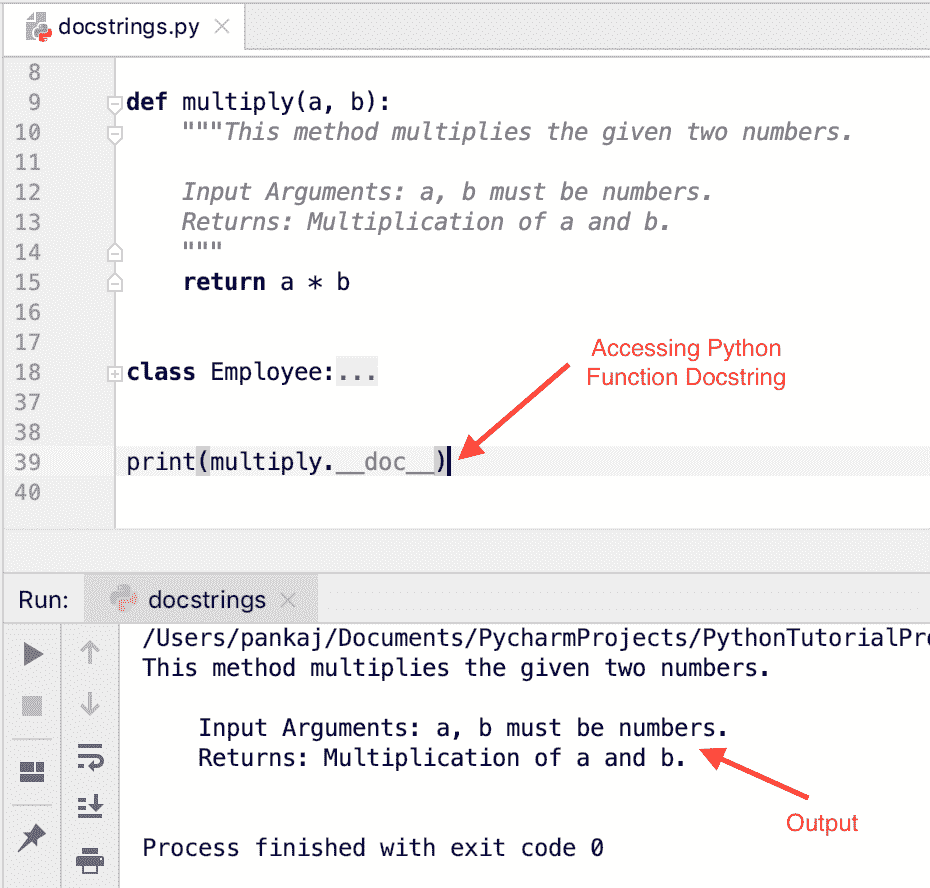 docstrings.py
8
9 def multiply(a, b):
10 """This method multiplies the given two numbers.
11
12 Input Arguments: a, b must be numbers.
13 Returns: Multiplication of a and b.
14 """
15 return a * b
16
17
18 class Employee:...
37
38
39 print(multiply.__doc__)
40
Accessing Python
Function Docstring
Run: docstrings
/Users/pankaj/Documents/PycharmProjects/PythonTutorialPro
This method multiplies the given two numbers.
Input Arguments: a, b must be numbers.
Returns: Multiplication of a and b.
Output
Process finished with exit code 0